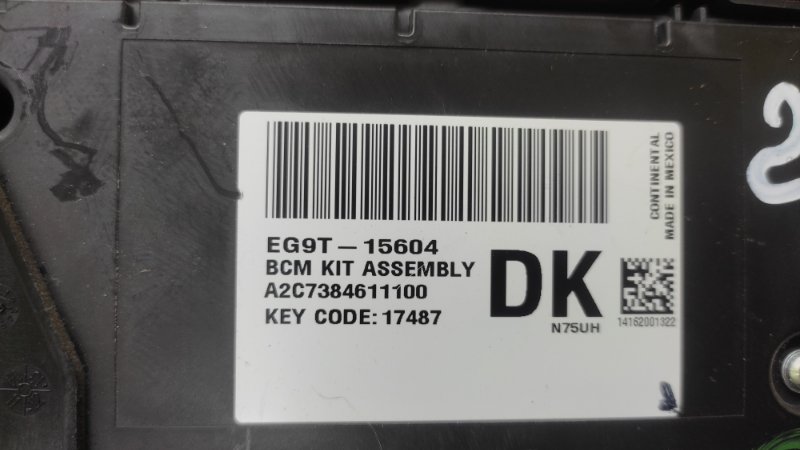 EG9T-15604
BCM KIT ASSEMBLY
A2C7384611100
KEY CODE: 17487
DK
N75UH
CONTINENTAL
MADE IN MEXICO
14162001322